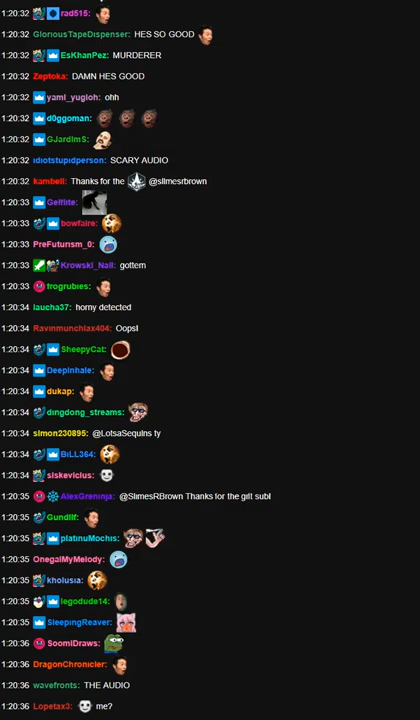 1:20:32 rad515:
1:20:32 GloriousTapeDispenser: HES SO GOOD
1:20:32 EsKhanPez: MURDERER
1:20:32 Zeptoka: DAMN HES GOOD
1:20:32 yami_yugioh: ohh
1:20:32 d0ggoman:
1:20:32 GJardimS:
1:20:32 idiotstupidperson: SCARY AUDIO
1:20:32 kambell: Thanks for the @slimesrbrown
1:20:33 Gelflite:
1:20:33 bowfaire:
1:20:33 PreFuturism_0:
1:20:33 Krowski_Nall: gottem
1:20:33 frogrubies:
1:20:34 laucha37: horny detected
1:20:34 Ravinmunchlax404: Oops!
1:20:34 SheepyCat:
1:20:34 Deepinhale:
1:20:34 dukap:
1:20:34 dingdong_streams:
1:20:34 simon230895: @LotsaSequins ty
1:20:34 BiLL364:
1:20:34 siskevicius:
1:20:35 AlexGreninja: @SlimesRBrown Thanks for the gift sub!
1:20:35 Gundilf:
1:20:35 platinuMochis:
1:20:35 OnegaiMyMelody:
1:20:35 kholusia:
1:20:35 legodude14:
1:20:35 SleepingReaver:
1:20:36 SoomiDraws:
1:20:36 DragonChronicler:
1:20:36 wavefronts: THE AUDIO
1:20:36 Lopetax3: me?